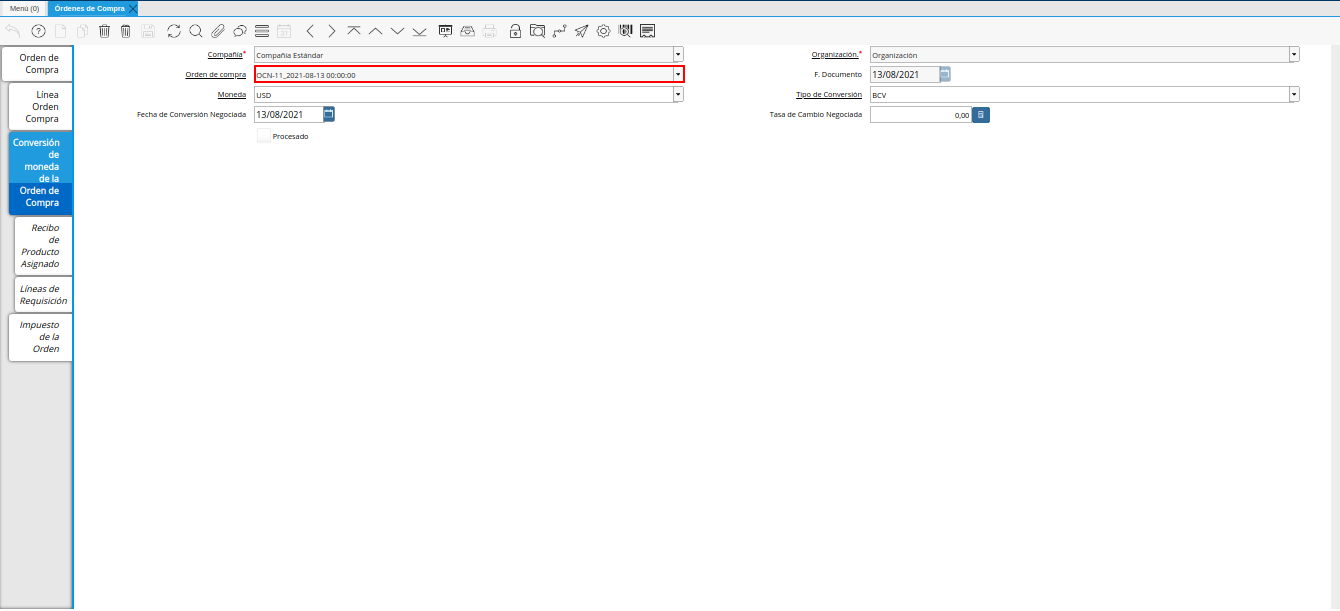 Menú (0)
Órdenes de Compra
Orden de
Compra
Línea
Orden
Compra
Conversión
de
moneda
de la
Orden de
Compra
Recibo
de
Producto
Asignado
Líneas de
Requisición
Impuesto
de la
Orden
Compañía* Compañía Estándar
Organización.* Organización
Orden de compra OCN-11_2021-08-13 00:00:00
F. Documento 13/08/2021
Moneda USD
Tipo de Conversión BCV
Fecha de Conversión Negociada 13/08/2021
Tasa de Cambio Negociada 0,00
Procesado